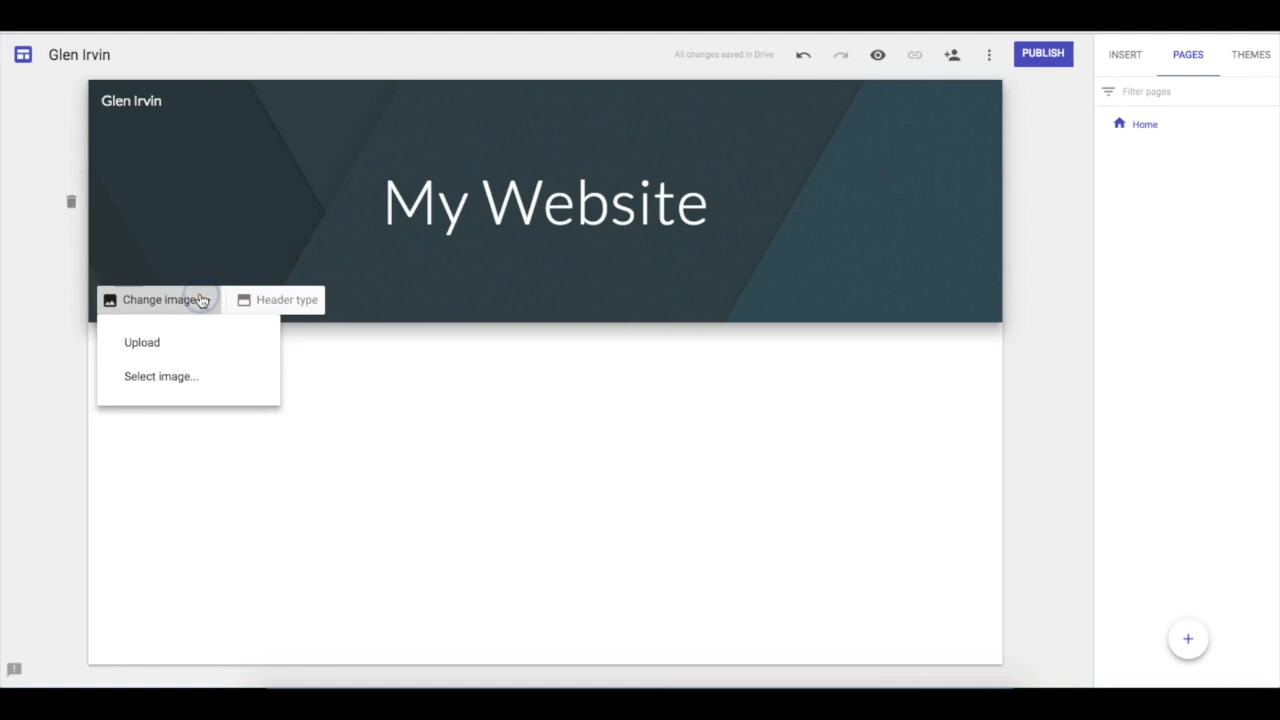 Glen Irvin
All changes saved in Drive
PUBLISH
INSERT
PAGES
THEMES
Filter pages
Home
Glen Irvin
My Website
Change image
Header type
Upload
Select image...